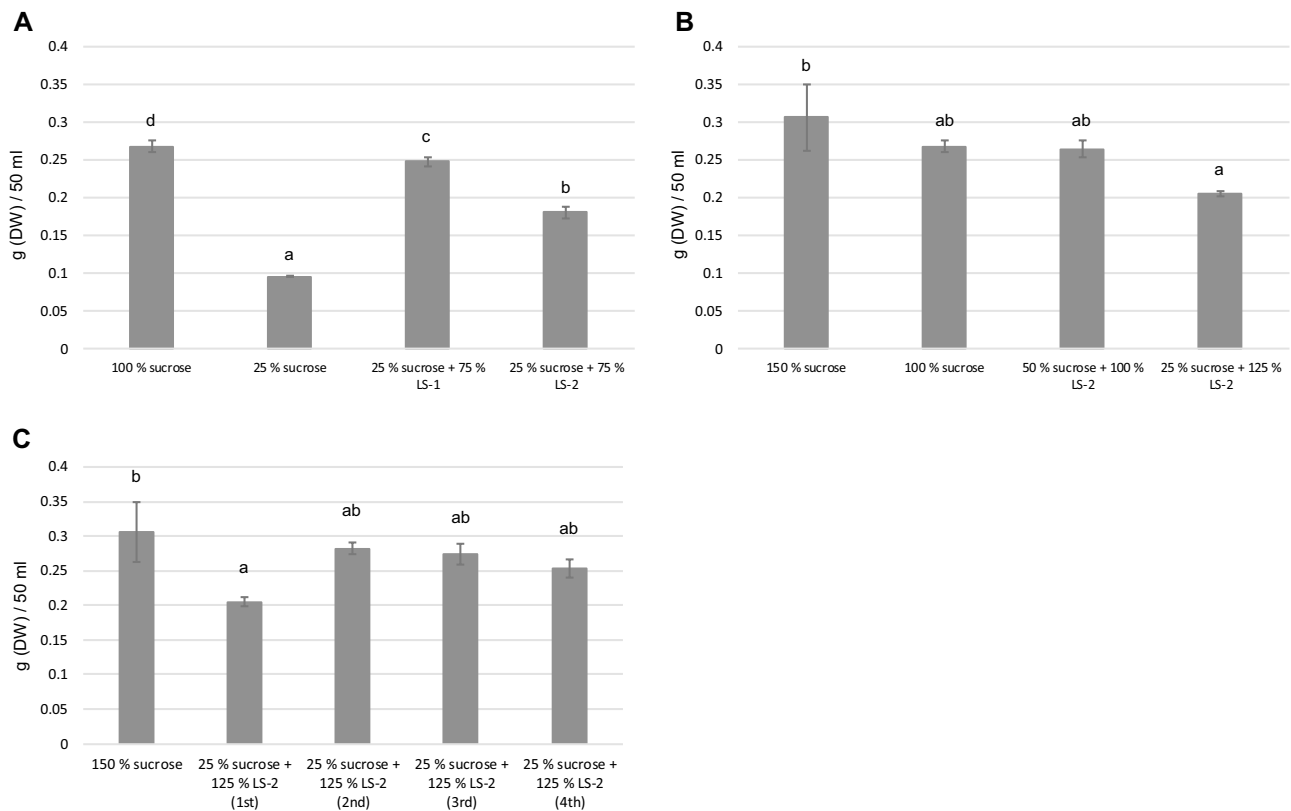 A
g (DW) / 50 ml
0.4
0.35
0.3
0.25
0.2
0.15
0.1
0.05
0
d
a
c
b
100 % sucrose
25 % sucrose
25 % sucrose + 75 %
LS-1
25 % sucrose + 75 %
LS-2
B
g (DW) / 50 ml
0.4
0.35
0.3
0.25
0.2
0.15
0.1
0.05
0
b
ab
ab
a
150 % sucrose
100 % sucrose
50 % sucrose + 100 %
LS-2
25 % sucrose + 125 %
LS-2
C
g (DW) / 50 ml
0.4
0.35
0.3
0.25
0.2
0.15
0.1
0.05
0
b
a
ab
ab
ab
150 % sucrose
25 % sucrose +
125 % LS-2
(1st)
25 % sucrose +
125 % LS-2
(2nd)
25 % sucrose +
125 % LS-2
(3rd)
25 % sucrose +
125 % LS-2
(4th)